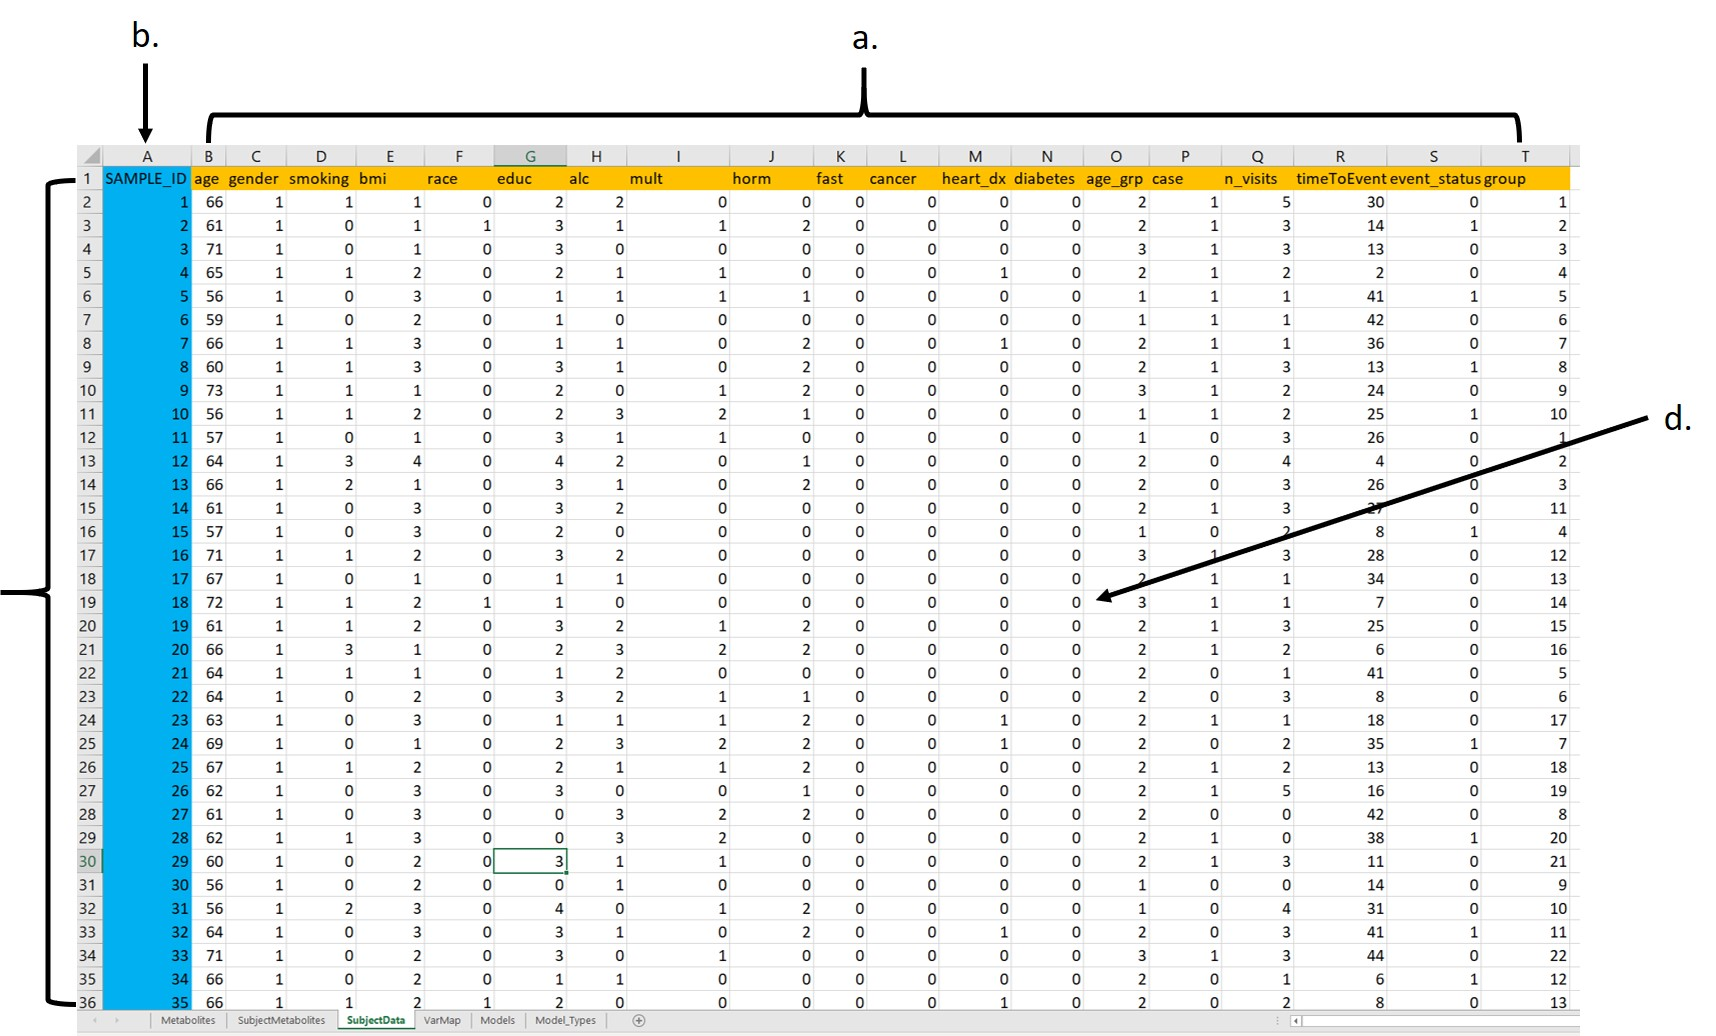 b.
a.
A B C D E F G H I J K L M N O P Q R S T
1 SAMPLE_ID age gender smoking bmi race educ alc mult horm fast cancer heart_dx diabetes age_grp case n_visits timeToEvent event_status group
2 1 66 1 1 1 0 2 2 0 0 0 0 0 0 2 1 5 30 0 1
3 2 61 1 0 1 1 3 1 1 2 0 0 0 0 2 1 3 14 1 2
4 3 71 1 0 1 0 3 0 0 0 0 0 0 0 3 1 3 13 0 3
5 4 65 1 1 2 0 2 1 1 0 0 0 1 0 2 1 2 2 0 4
6 5 56 1 0 3 0 1 1 1 1 0 0 0 0 1 1 1 41 1 5
7 6 59 1 0 2 0 1 0 0 0 0 0 0 0 1 1 1 42 0 6
8 7 66 1 1 3 0 1 1 0 2 0 0 1 0 2 1 1 36 0 7
9 8 60 1 1 3 0 3 1 0 2 0 0 0 0 2 1 3 13 1 8
10 9 73 1 1 1 0 2 0 1 2 0 0 0 0 3 1 2 24 0 9
11 10 56 1 1 2 0 2 3 2 1 0 0 0 0 1 1 2 25 1 10
12 11 57 1 0 1 0 3 1 1 0 0 0 0 0 1 0 3 26 0 1
d.
13 12 64 1 3 4 0 4 2 0 1 0 0 0 0 2 0 4 4 0 2
14 13 66 1 2 1 0 3 1 0 2 0 0 0 0 2 0 3 26 0 3
15 14 61 1 0 3 0 3 2 0 0 0 0 0 0 2 1 3 27 0 11
16 15 57 1 0 3 0 2 0 0 0 0 0 0 0 1 0 2 8 1 4
17 16 71 1 1 2 0 3 2 0 0 0 0 0 0 3 1 3 28 0 12
18 17 67 1 0 1 0 1 1 0 0 0 0 0 0 2 1 1 34 0 13
19 18 72 1 1 2 1 1 0 0 0 0 0 0 0 3 1 1 7 0 14
20 19 61 1 1 2 0 3 2 1 2 0 0 0 0 2 1 3 25 0 15
21 20 66 1 3 1 0 2 3 2 2 0 0 0 0 2 1 2 6 0 16
22 21 64 1 1 1 0 1 2 0 0 0 0 0 0 2 0 1 41 0 5
23 22 64 1 0 2 0 3 1 1 1 0 0 0 0 2 0 3 8 0 6
24 23 63 1 0 3 0 1 1 1 2 0 0 1 0 2 1 1 18 0 17
25 24 69 1 0 1 0 2 3 2 2 0 0 1 0 2 0 2 35 1 7
26 25 67 1 1 2 0 2 1 1 2 0 0 0 0 2 1 2 13 0 18
27 26 62 1 0 3 0 3 0 0 1 0 0 0 0 2 1 5 16 0 19
28 27 61 1 0 3 0 0 3 2 2 0 0 0 0 2 0 0 42 0 8
29 28 62 1 1 3 0 0 3 2 0 0 0 0 0 2 1 0 38 1 20
30 29 60 1 0 2 0 3 1 1 0 0 0 0 0 2 1 3 11 0 21
31 30 56 1 0 2 0 0 1 0 0 0 0 0 0 1 0 0 14 0 9
32 31 56 1 2 3 0 4 0 1 2 0 0 0 0 1 0 4 31 0 10
33 32 64 1 0 3 0 3 1 0 2 0 0 1 0 2 0 3 41 1 11
34 33 71 1 0 2 0 3 0 1 0 0 0 0 0 3 1 3 44 0 22
35 34 66 1 0 2 0 1 1 0 0 0 0 0 0 2 0 1 6 1 12
36 35 66 1 1 2 1 2 0 0 0 0 0 1 0 2 0 2 8 0 13
Metabolites SubjectMetabolites SubjectData VarMap Models Model_Types